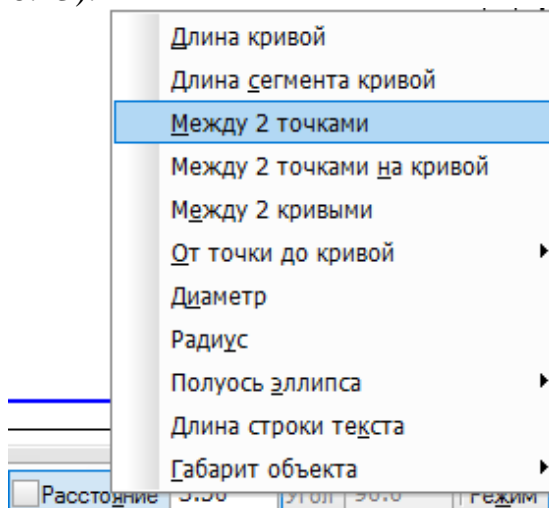 Длина кривой
Длина сегмента кривой
Между 2 точками
Между 2 точками на кривой
Между 2 кривыми
От точки до кривой
Диаметр
Радиус
Полуось эллипса
Длина строки текста
Габарит объекта
Расстояние Угол 90.0 Режим